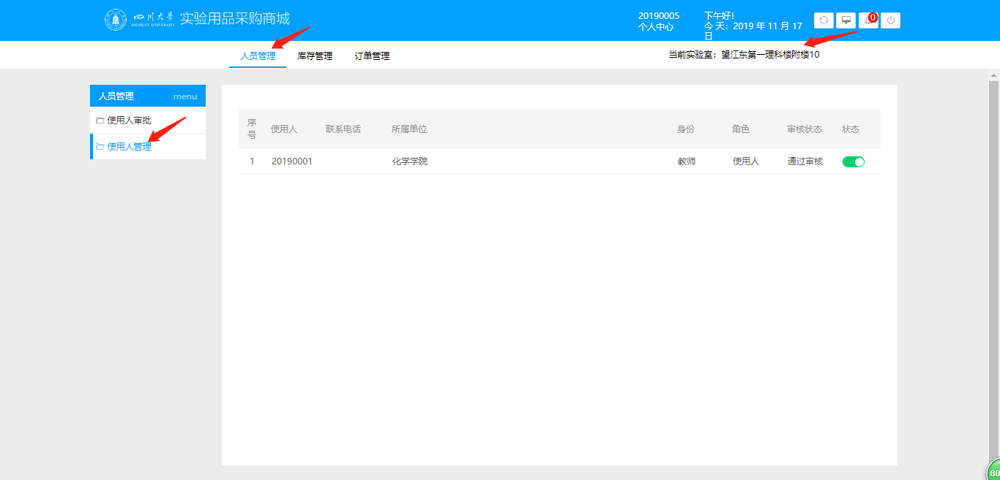 四川大学
SICHUAN UNIVERSITY
实验用品采购商城
20190005
个人中心
下午好!
今 天: 2019 年 11 月 17
日
0
人员管理
库存管理
订单管理
当前实验室: 望江东第一理科楼附楼10
人员管理 menu
使用人审批
使用人管理
序号 使用人 联系电话 所属单位 身份 角色 审核状态 状态
1 20190001 化学学院 教师 使用人 通过审核